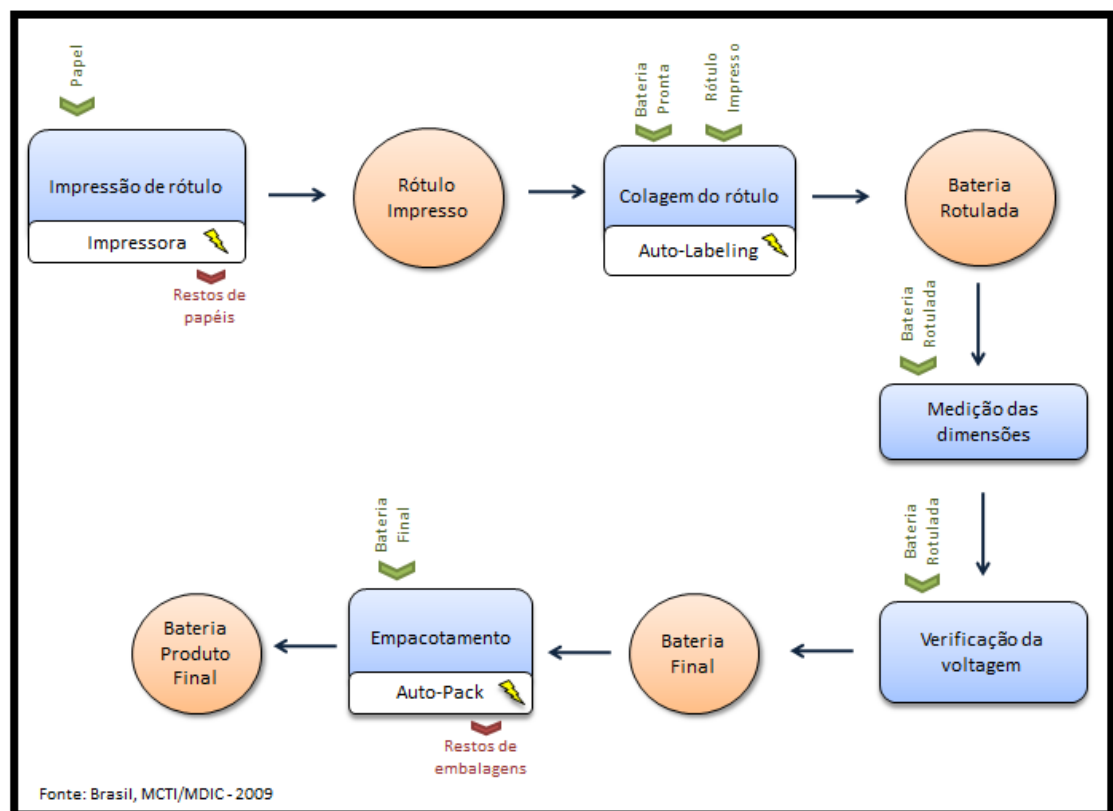 Papel
Impressão de rótulo
Impressora
Restos de
papéis
Rótulo
Impresso
Bateria
Pronta
Rótulo
Impresso
Colagem do rótulo
Auto-Labeling
Bateria
Rotulada
Bateria
Rotulada
Medição das
dimensões
Bateria
Rotulada
Verificação da
voltagem
Bateria
Final
Bateria
Final
Empacotamento
Auto-Pack
Restos de
embalagens
Bateria
Produto
Final
Fonte: Brasil, MCTI/MDIC - 2009